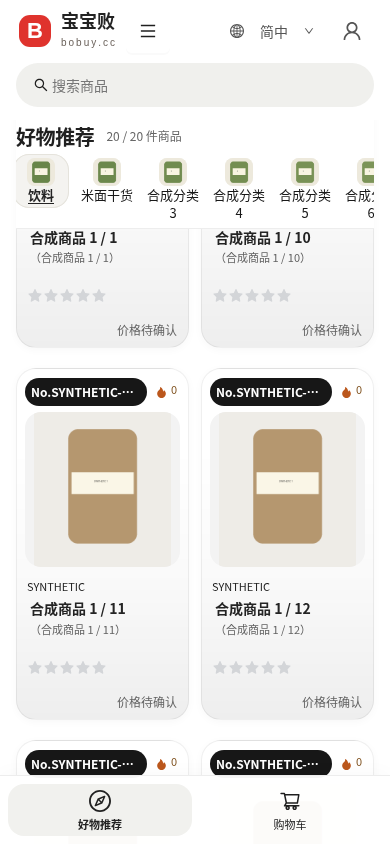 B 宝宝败
bobuy.cc
简中
搜索商品
好物推荐 20 / 20 件商品
饮料 米面干货 合成分类 3 合成分类 4 合成分类 5 合成分 6
合成商品 1 / 1 合成商品 1 / 10
（合成商品 1 / 1） （合成商品 1 / 10）
价格待确认 价格待确认
No.SYNTHETIC-··· 0 No.SYNTHETIC-··· 0
SYNTHETIC SYNTHETIC
合成商品 1 / 11 合成商品 1 / 12
（合成商品 1 / 11） （合成商品 1 / 12）
价格待确认 价格待确认
No.SYNTHETIC-··· 0 No.SYNTHETIC-··· 0
好物推荐 购物车